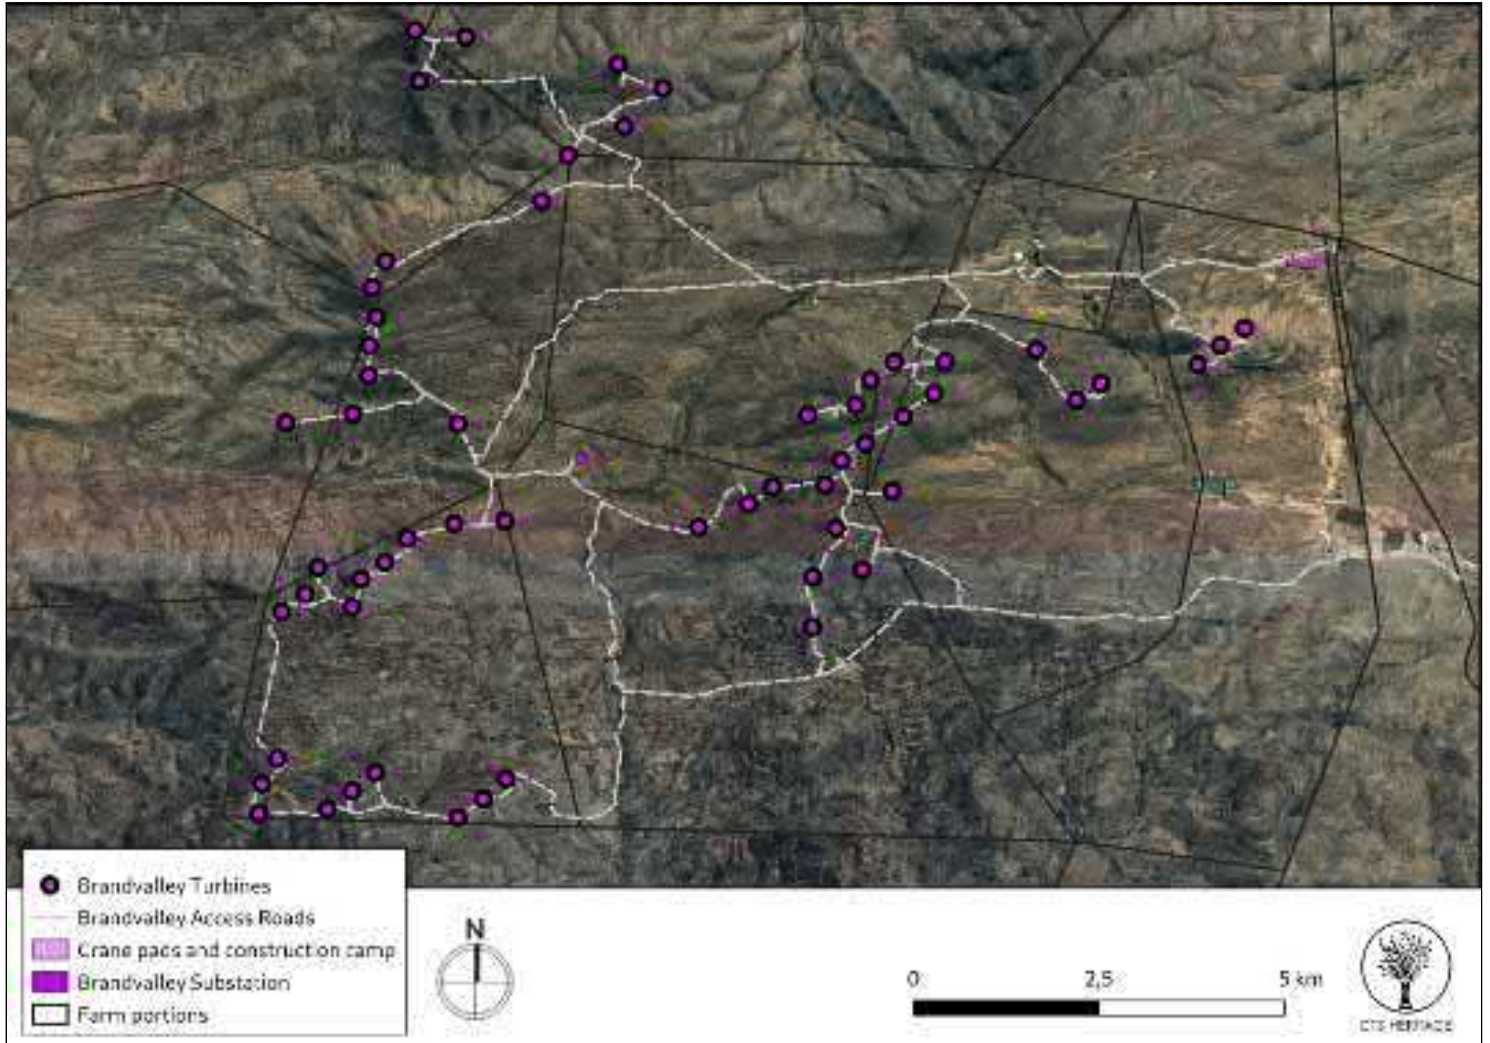 Brandvalley Turbines
Brandvalley Access Roads
Crane pads and construction camp
Brandvalley Substation
Farm portions
N
0 2,5 5 km
CTS HERITAGE